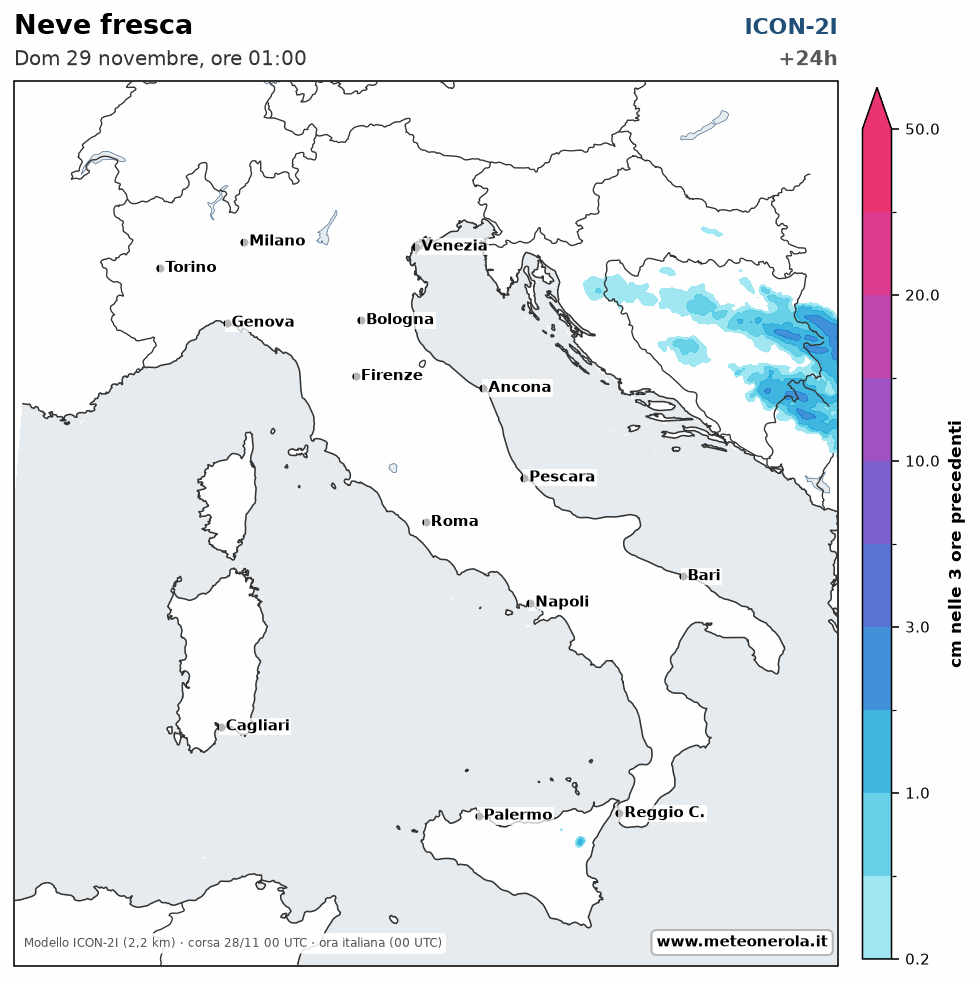 Neve fresca
ICON-2I
Dom 29 novembre, ore 01:00
+24h
50.0
Venezia
Milano
Torino
20.0
Bologna
Genova
Firenze
Ancona
10.0
Pescara
Roma
Bari
Napoli
3.0
cm nelle 3 ore precedenti
Cagliari
1.0
Palermo
Reggio C.
Modello ICON-2I (2,2 km) · corsa 28/11 00 UTC · ora italiana (00 UTC)
www.meteonerola.it
0.2